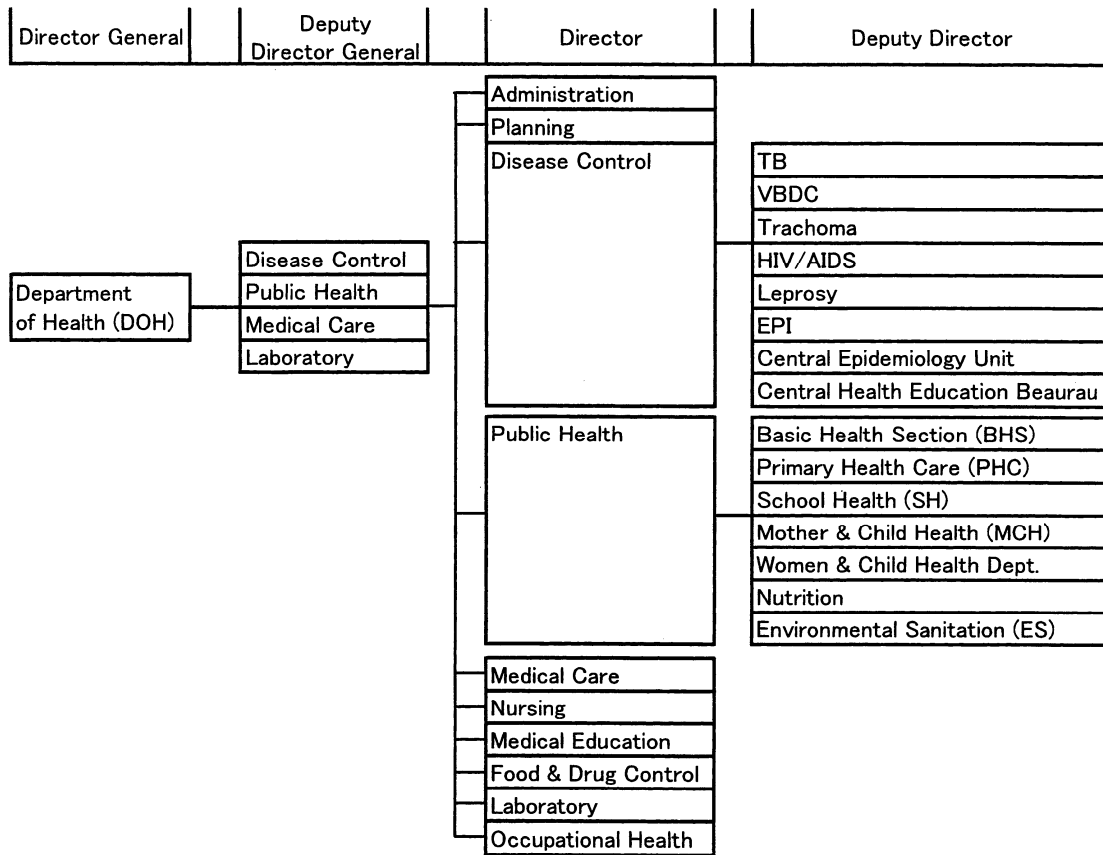 Director General
Deputy
Director General
Director
Deputy Director
Department
of Health (DOH)
Disease Control
Public Health
Medical Care
Laboratory
Administration
Planning
Disease Control
TB
VBDC
Trachoma
HIV/AIDS
Leprosy
EPI
Central Epidemiology Unit
Central Health Education Beaurau
Public Health
Basic Health Section (BHS)
Primary Health Care (PHC)
School Health (SH)
Mother & Child Health (MCH)
Women & Child Health Dept.
Nutrition
Environmental Sanitation (ES)
Medical Care
Nursing
Medical Education
Food & Drug Control
Laboratory
Occupational Health